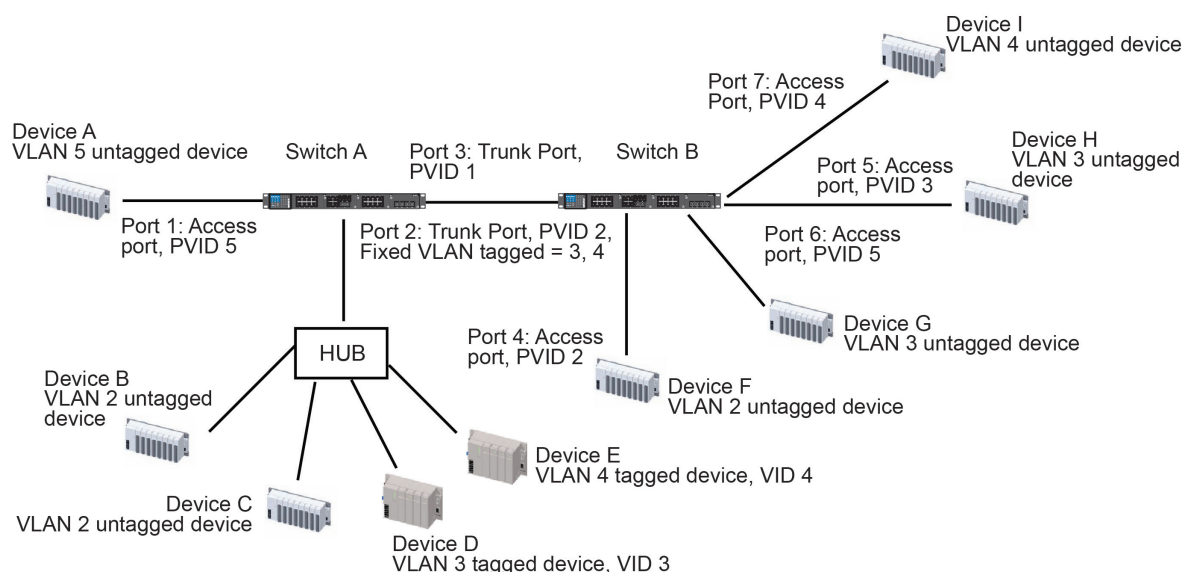 Device I
VLAN 4 untagged device
Port 7: Access
Port, PVID 4
Device A
VLAN 5 untagged device
Switch A
Port 3: Trunk Port,
PVID 1
Switch B
Device H
VLAN 3 untagged
device
Port 5: Access
port, PVID 3
Port 1: Access
port, PVID 5
Port 2: Trunk Port, PVID 2,
Fixed VLAN tagged = 3, 4
Port 6: Access
port, PVID 5
Device G
VLAN 3 untagged device
HUB
Port 4: Access
port, PVID 2
Device B
VLAN 2 untagged
device
Device F
VLAN 2 untagged device
Device E
VLAN 4 tagged device, VID 4
Device C
VLAN 2 untagged device
Device D
VLAN 3 tagged device, VID 3